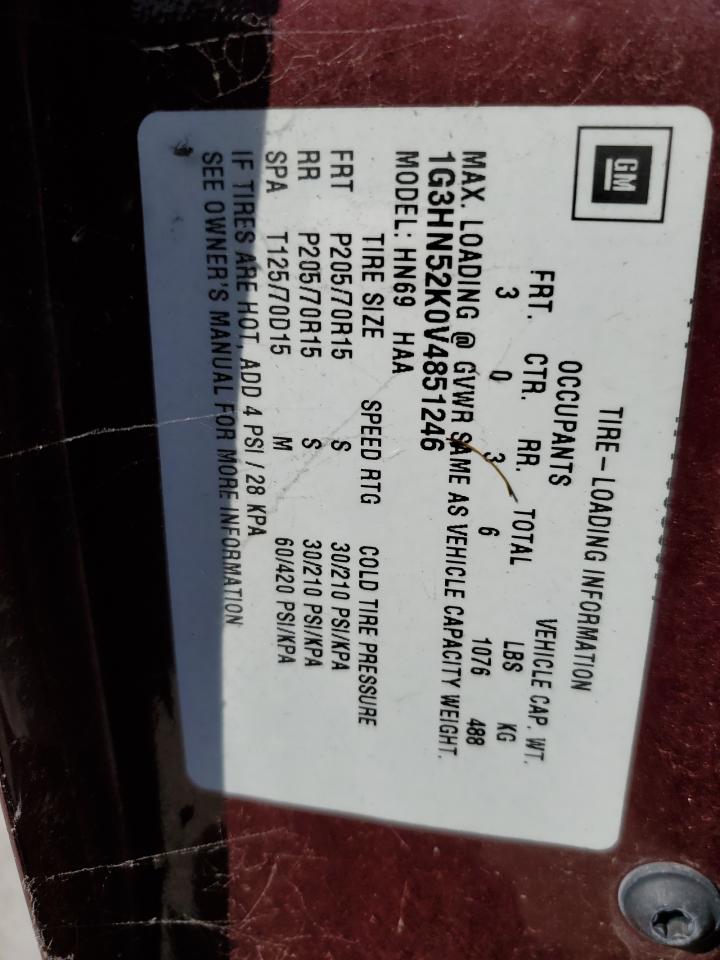 GM
TIRE-LOADING INFORMATION
OCCUPANTS VEHICLE CAP. WT.
FRT. CTR. RR. TOTAL LBS KG
3 0 3 6 1076 488
MAX. LOADING @ GVWR SAME AS VEHICLE CAPACITY WEIGHT.
1G3HN52K0V4851246
MODEL: HN69 HAA
TIRE SIZE SPEED RTG COLD TIRE PRESSURE
FRT P205/70R15 S 30/210 PSI/KPA
RR P205/70R15 S 30/210 PSI/KPA
SPA T125/70D15 M 60/420 PSI/KPA
IF TIRES ARE HOT, ADD 4 PSI / 28 KPA
SEE OWNER'S MANUAL FOR MORE INFORMATION